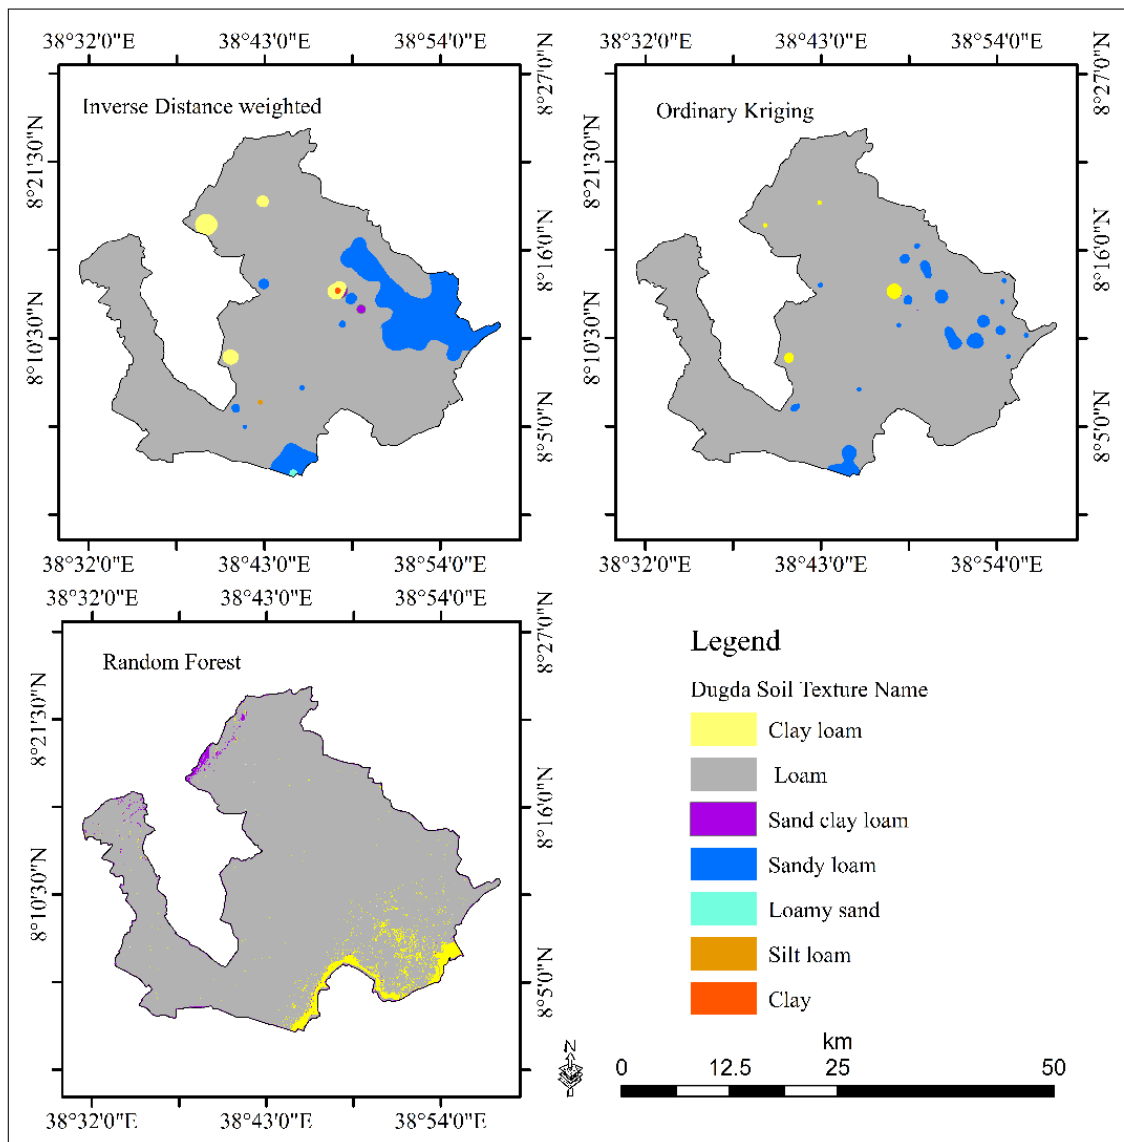 38°32'0"E 38°43'0"E 38°54'0"E
Inverse Distance weighted
8°27'0"N
8°21'30"N
8°16'0"N
8°10'30"N
8°5'0"N
38°32'0"E 38°43'0"E 38°54'0"E
38°32'0"E 38°43'0"E 38°54'0"E
Ordinary Kriging
8°27'0"N
8°21'30"N
8°16'0"N
8°10'30"N
8°5'0"N
38°32'0"E 38°43'0"E 38°54'0"E
38°32'0"E 38°43'0"E 38°54'0"E
Random Forest
8°27'0"N
8°21'30"N
8°16'0"N
8°10'30"N
8°5'0"N
38°32'0"E 38°43'0"E 38°54'0"E
Legend
Dugda Soil Texture Name
Clay loam
Loam
Sand clay loam
Sandy loam
Loamy sand
Silt loam
Clay
N
km
0 12.5 25 50